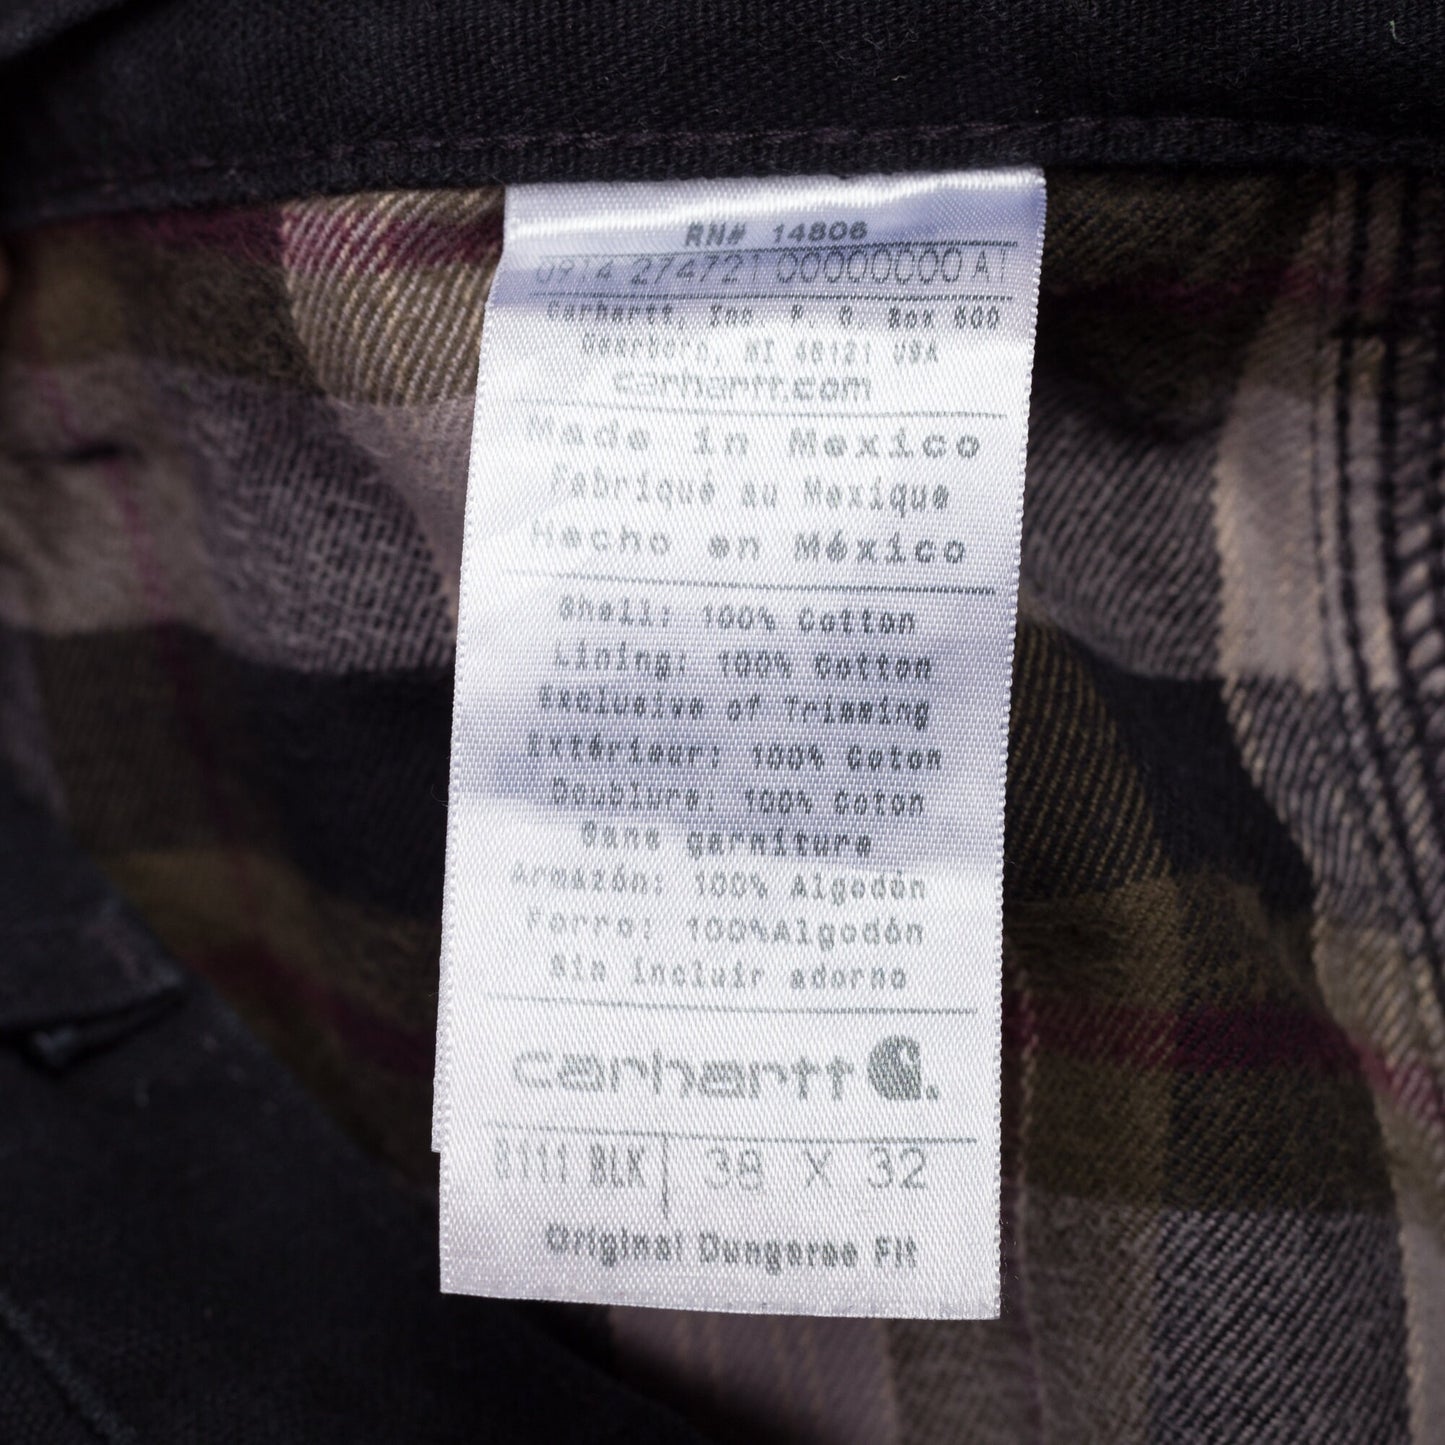 RN# 14806
0914 274721 00000000 A1
Carhartt, Inc. P. O. Box 600
Dearborn, MI 48121 USA
carhartt.com
Made in Mexico
Fabriqué au Mexique
Hecho en México
Shell: 100% Cotton
Lining: 100% Cotton
Exclusive of Trimming
Extérieur: 100% Coton
Doublure: 100% Coton
Sans garniture
Armazón: 100% Algodón
Forro: 100%Algodón
Sin incluir adorno
carhartt
BLK 38 X 32
Original Dungaree Fit